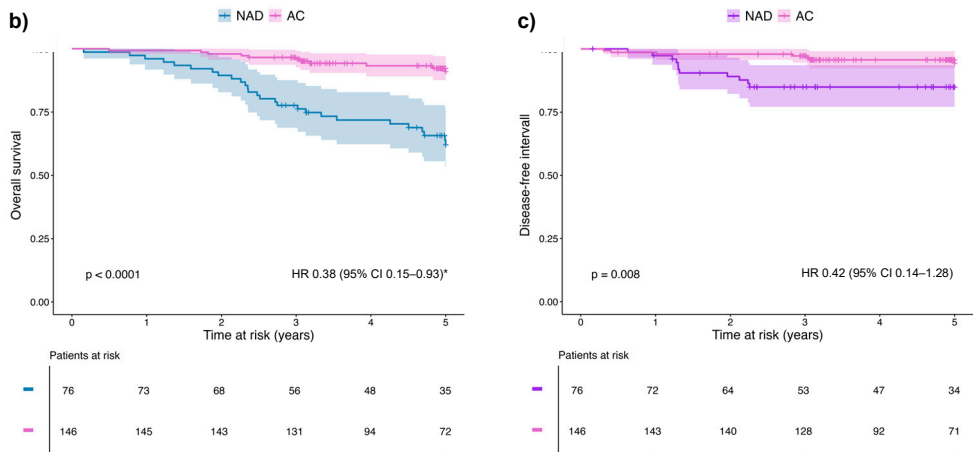 b)
NAD AC
1.00
0.75
0.50
0.25
0.00
Overall survival
p < 0.0001
HR 0.38 (95% CI 0.15–0.93)*
0 1 2 3 4 5
Time at risk (years)
Patients at risk
76 73 68 56 48 35
146 145 143 131 94 72
c)
NAD AC
1.00
0.75
0.50
0.25
0.00
Disease-free intervall
p = 0.008
HR 0.42 (95% CI 0.14–1.28)
0 1 2 3 4 5
Time at risk (years)
Patients at risk
76 72 64 53 47 34
146 143 140 128 92 71